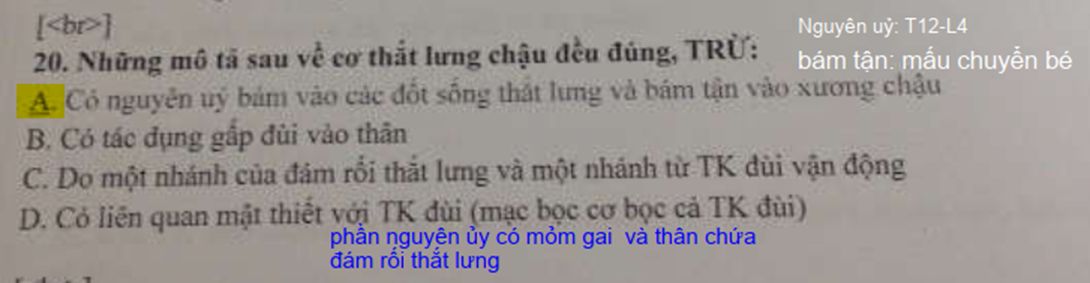 [<br>]
Nguyên uỷ: T12-L4
20. Những mô tả sau về cơ thắt lưng chậu đều đúng, TRỪ:
bám tận: mấu chuyển bé
A. Có nguyên uỷ bám vào các đốt sống thắt lưng và bám tận vào xương chậu
B. Có tác dụng gấp đùi vào thân
C. Do một nhánh của đám rối thắt lưng và một nhánh từ TK đùi vận động
D. Có liên quan mật thiết với TK đùi (mạc bọc cơ bọc cả TK đùi)
phần nguyên ủy có mỏm gai và thân chứa
đám rối thắt lưng